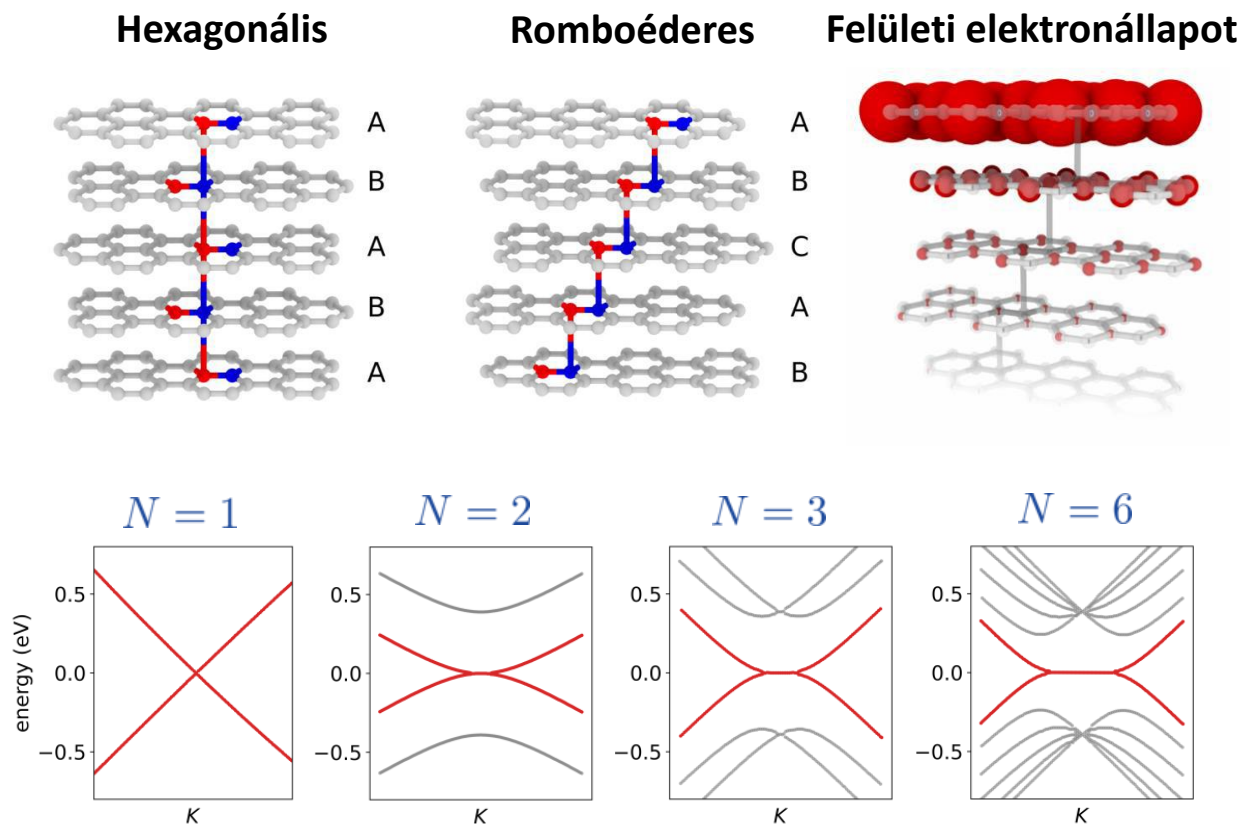 Hexagonális
Romboéderes
Felületi elektronállapot
A
B
A
B
A
A
B
C
A
B
N = 1
N = 2
N = 3
N = 6
energy (eV)
0.5
0.0
−0.5
K
0.5
0.0
−0.5
K
0.5
0.0
−0.5
K
0.5
0.0
−0.5
K